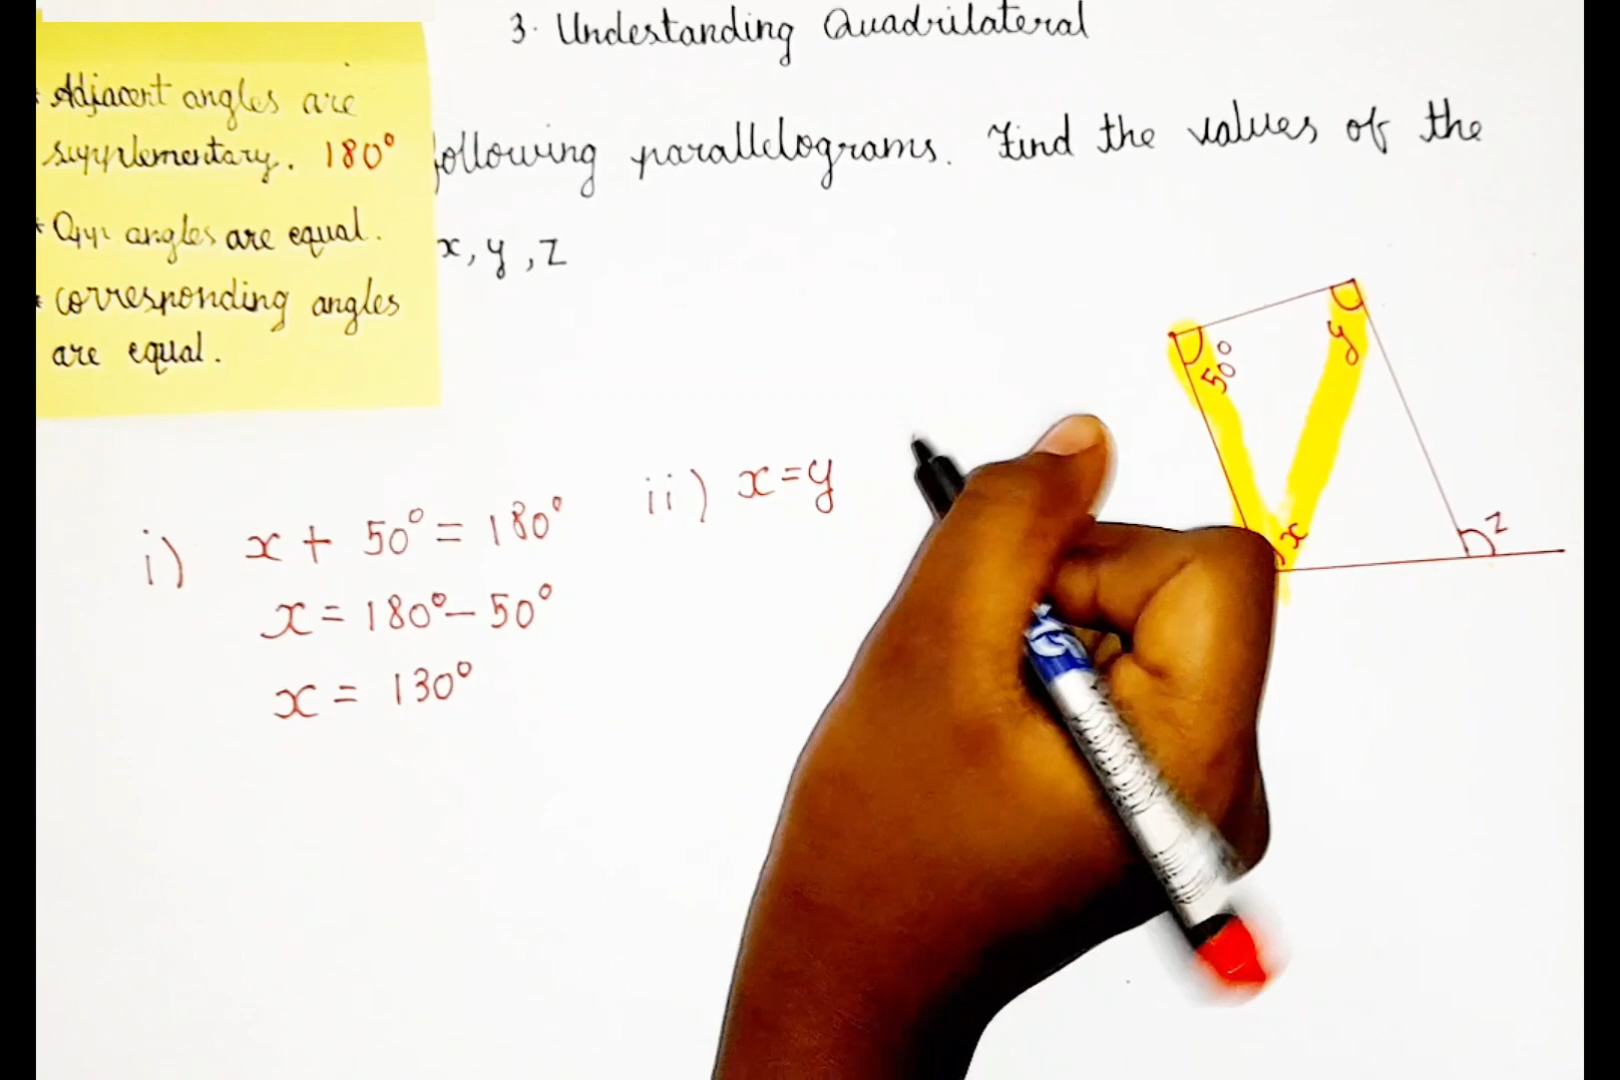 3. Undestanding Quadrilateral
* Adjacent angles are
supplementary. 180°
following parallelograms. Find the values of the
* Opp angles are equal.
x, y, z
* corresponding angles
are equal.
50°
y
x
z
i) x + 50° = 180°
x = 180° - 50°
x = 130°
ii) x = y